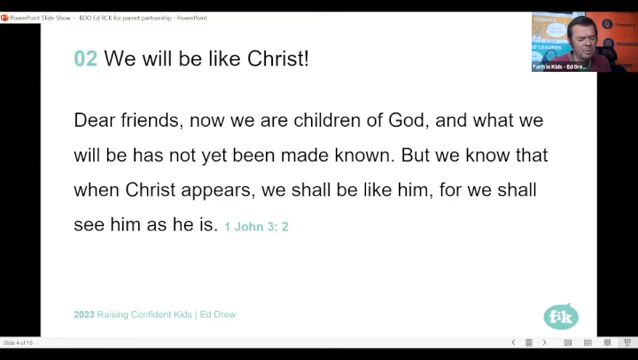 PowerPoint Slide Show - BOO Ed RCK for parent partnership - PowerPoint
02 We will be like Christ!
Faith in Kids - Ed Drew
Dear friends, now we are children of God, and what we
will be has not yet been made known. But we know that
when Christ appears, we shall be like him, for we shall
see him as he is. 1 John 3: 2
2023 Raising Confident Kids | Ed Drew
fik
Slide 4 of 16